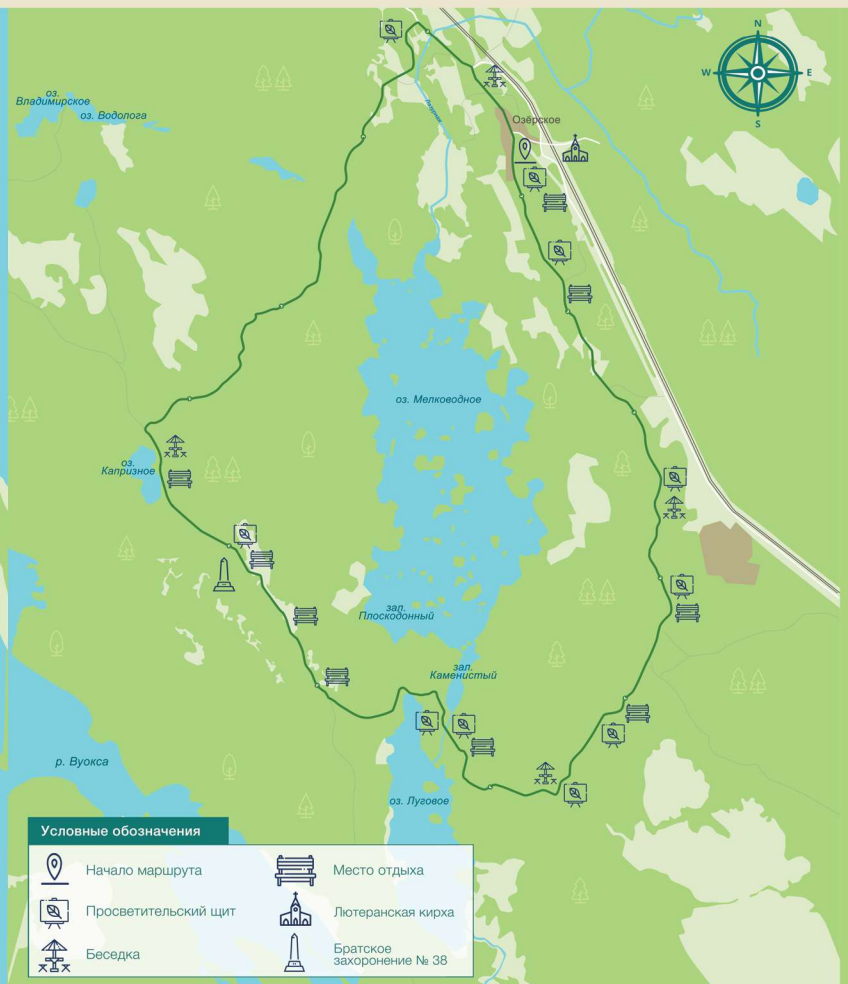 N
W
E
S
оз.
Владимирское
оз. Водопога
Озёрское
оз. Мелководное
оз.
Капризное
зал.
Плоскодонный
зал.
Каменистый
р. Вуокса
оз. Луговое
Условные обозначения
Начало маршрута
Место отдыха
Просветительский щит
Лютеранская кирха
Беседка
Братское
захоронение № 38